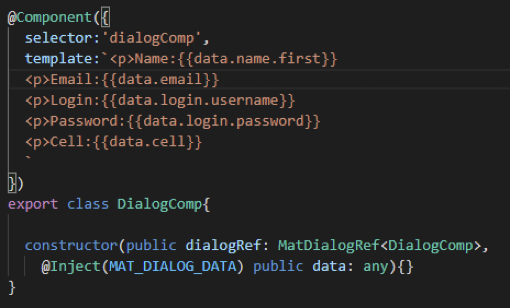 @Component({
  selector:'dialogComp',
  template:`<p>Name:{{data.name.first}}
  <p>Email:{{data.email}}
  <p>Login:{{data.login.username}}
  <p>Password:{{data.login.password}}
  <p>Cell:{{data.cell}}
  `
})
export class DialogComp{
  constructor(public dialogRef: MatDialogRef<DialogComp>,
    @Inject(MAT_DIALOG_DATA) public data: any){}
}